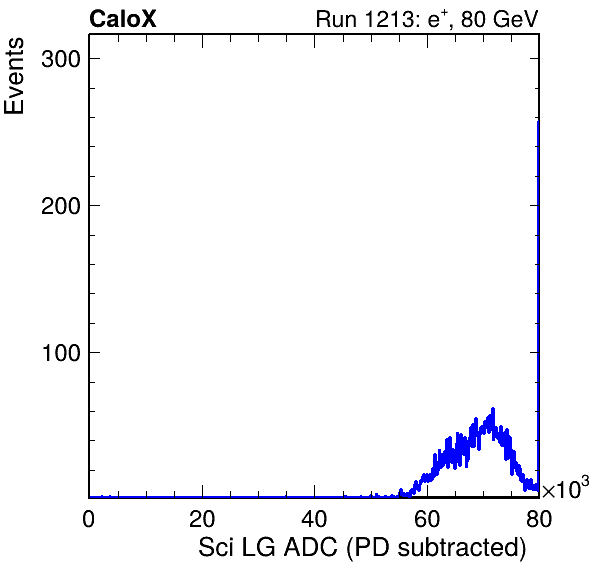 CaloX Run 1213: e⁺, 80 GeV
Events
300
200
100
0 20 40 60 80
×10³
Sci LG ADC (PD subtracted)